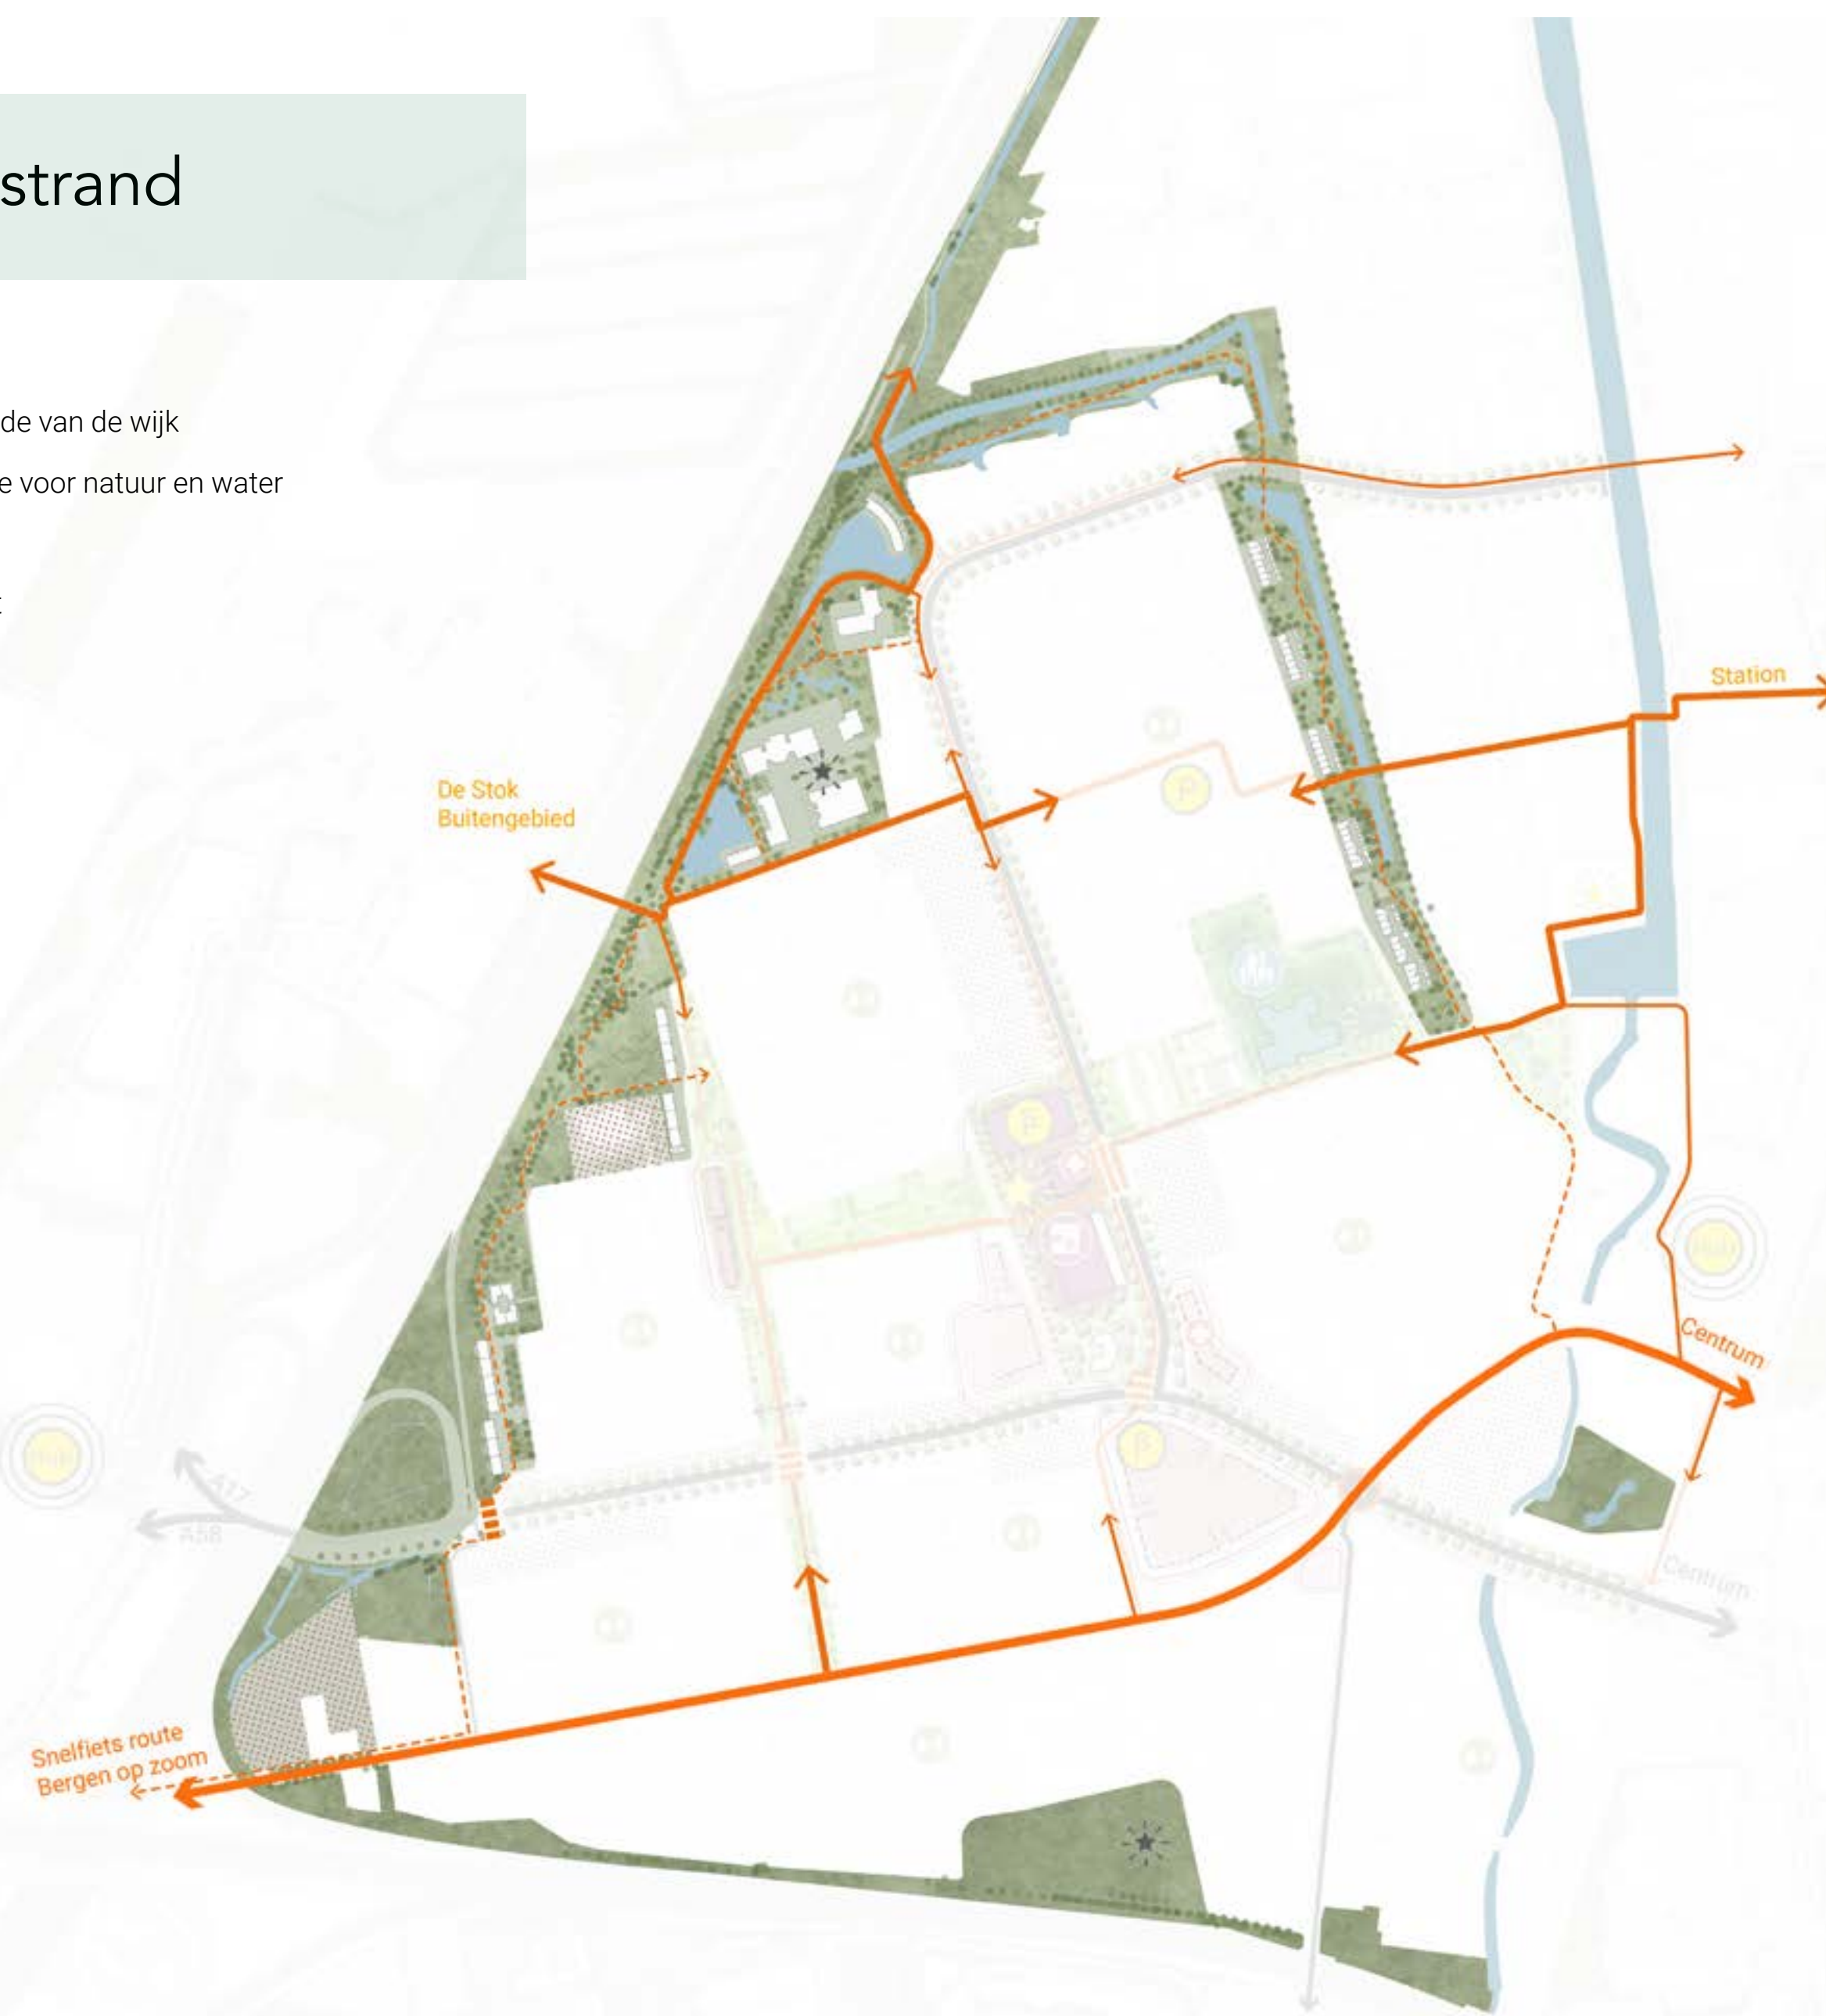 strand
de van de wijk
e voor natuur en water
t
Station
De Stok
Buitengebied
Centrum
A17
A58
Centrum
Snelfiets route
Bergen op zoom